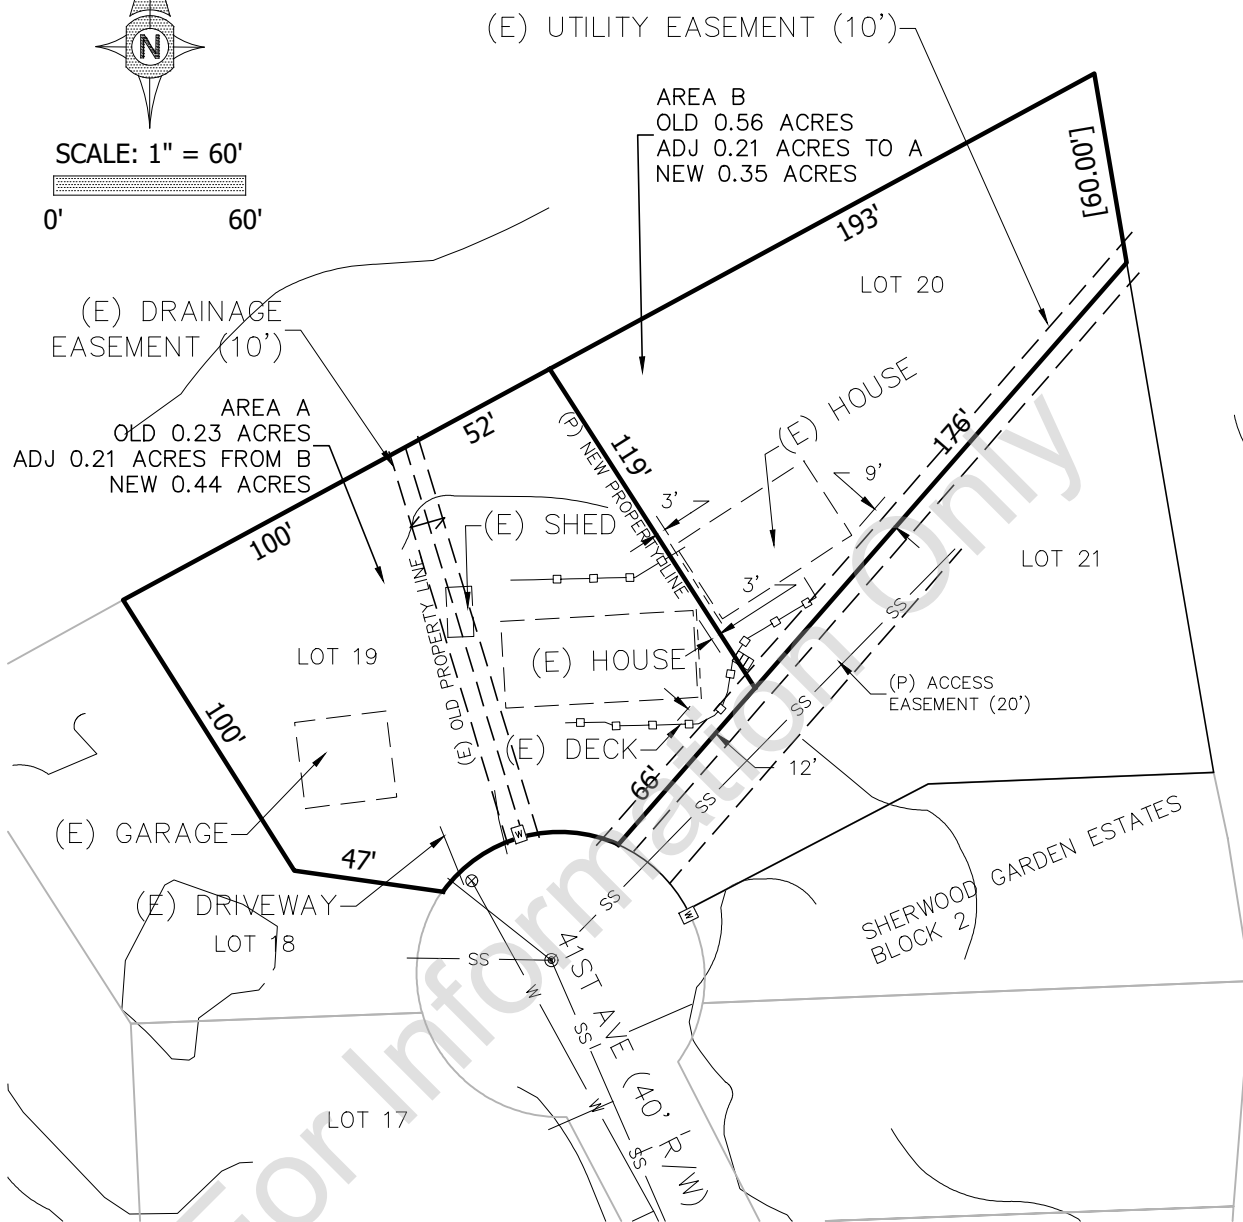 N
SCALE: 1" = 60'
0' 60'
(E) UTILITY EASEMENT (10')
AREA B
OLD 0.56 ACRES
ADJ 0.21 ACRES TO A
NEW 0.35 ACRES
[60.00']
193'
LOT 20
(E) DRAINAGE
EASEMENT (10')
AREA A
OLD 0.23 ACRES
ADJ 0.21 ACRES FROM B
NEW 0.44 ACRES
52'
100'
119'
(P) NEW PROPERTY LINE
(E) HOUSE
176'
9'
3'
(E) SHED
(E) OLD PROPERTY LINE
3'
LOT 21
SS
LOT 19
(E) HOUSE
(P) ACCESS
EASEMENT (20')
SS
100'
(E) DECK
12'
66'
SS
(E) GARAGE
W
47'
(E) DRIVEWAY
LOT 18
SS
W
SHERWOOD GARDEN ESTATES
BLOCK 2
SS
41ST AVE (40' R/W)
W
SS
W
SS
LOT 17
For Information Only